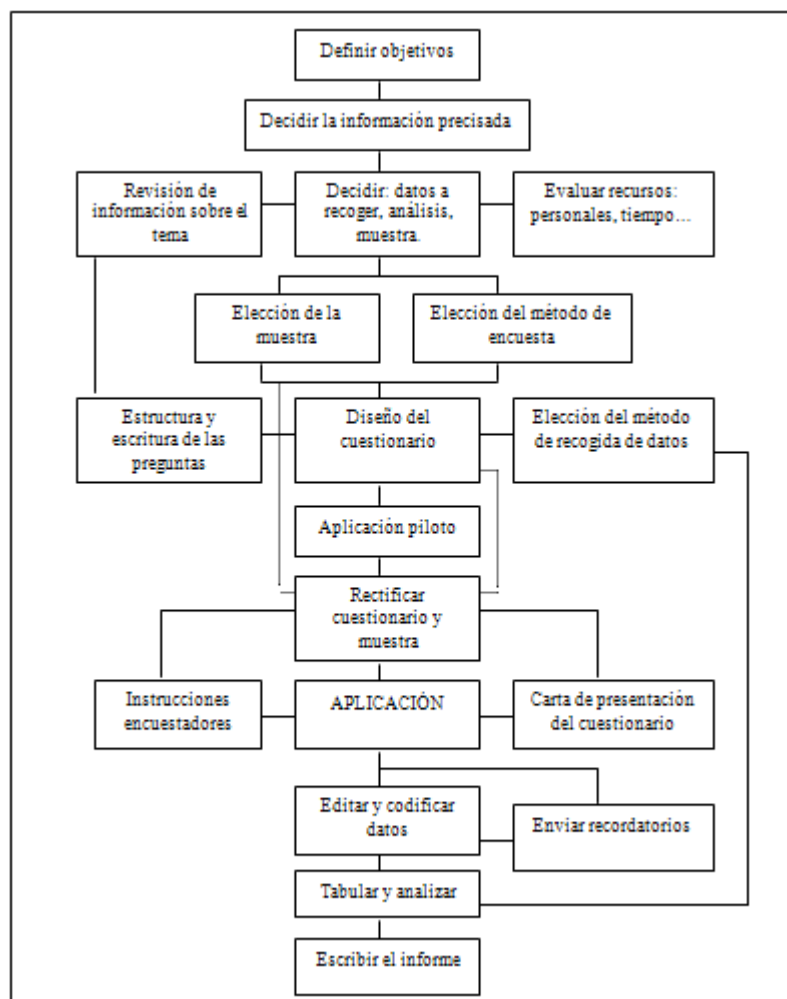 Definir objetivos
Decidir la información precisada
Revisión de
información sobre el
tema
Decidir: datos a
recoger, análisis,
muestra.
Evaluar recursos:
personales, tiempo...
Elección de la
muestra
Elección del método de
encuesta
Estructura y
escritura de las
preguntas
Diseño del
cuestionario
Elección del método
de recogida de datos
Aplicación piloto
Rectificar
cuestionario y
muestra
Instrucciones
encuestadores
APLICACIÓN
Carta de presentación
del cuestionario
Editar y codificar
datos
Enviar recordatorios
Tabular y analizar
Escribir el informe